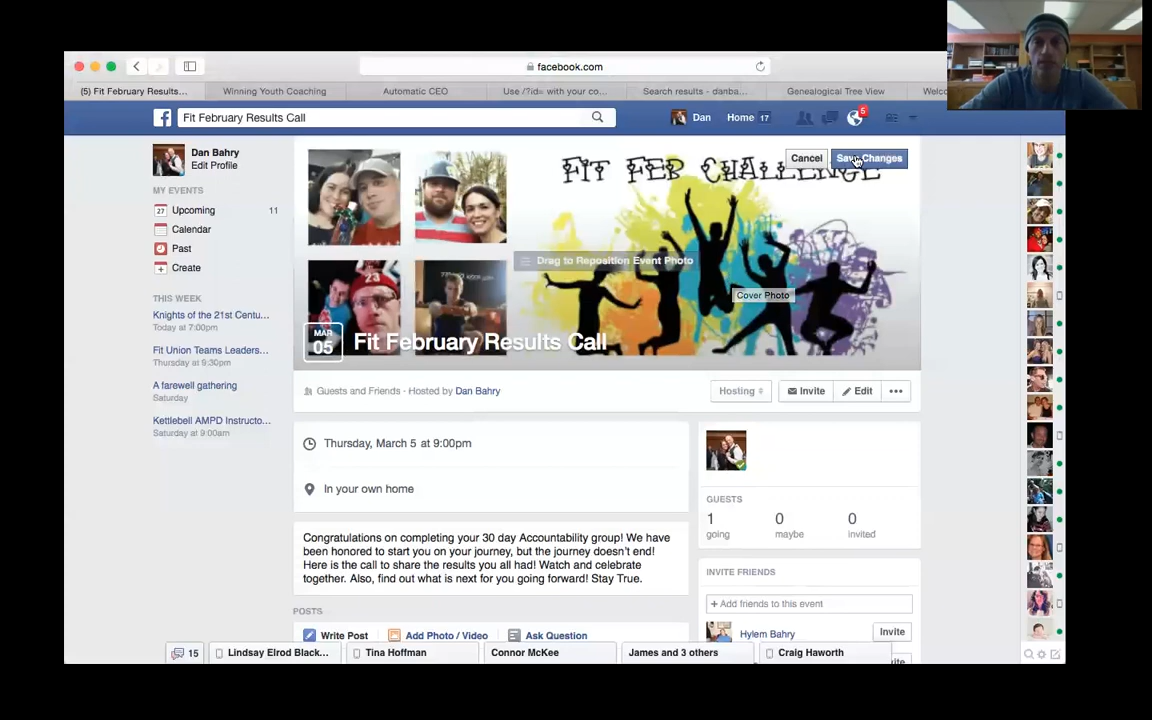 facebook.com
(5) Fit February Results...
Winning Youth Coaching
Automatic CEO
Use /?id= with your co...
Search results - danba...
Genealogical Tree View
Welco
Fit February Results Call
Dan
Home 17
5
Dan Bahry
Edit Profile
MY EVENTS
27 Upcoming 11
Calendar
Past
Create
THIS WEEK
Knights of the 21st Centu...
Today at 7:00pm
Fit Union Teams Leaders...
Thursday at 9:30pm
A farewell gathering
Saturday
Kettlebell AMPD Instructo...
Saturday at 9:00am
FIT FEB CHALLENGE
Cancel
Save Changes
Drag to Reposition Event Photo
Cover Photo
23
MAR
05
Fit February Results Call
Guests and Friends · Hosted by Dan Bahry
Hosting
Invite
Edit
Thursday, March 5 at 9:00pm
In your own home
Congratulations on completing your 30 day Accountability group! We have
been honored to start you on your journey, but the journey doesn't end!
Here is the call to share the results you all had! Watch and celebrate
together. Also, find out what is next for you going forward! Stay True.
GUESTS
1 0 0
going maybe invited
INVITE FRIENDS
+ Add friends to this event
Hylem Bahry
Invite
POSTS
Write Post
Add Photo / Video
Ask Question
15
Lindsay Elrod Black...
Tina Hoffman
Connor McKee
James and 3 others
Craig Haworth